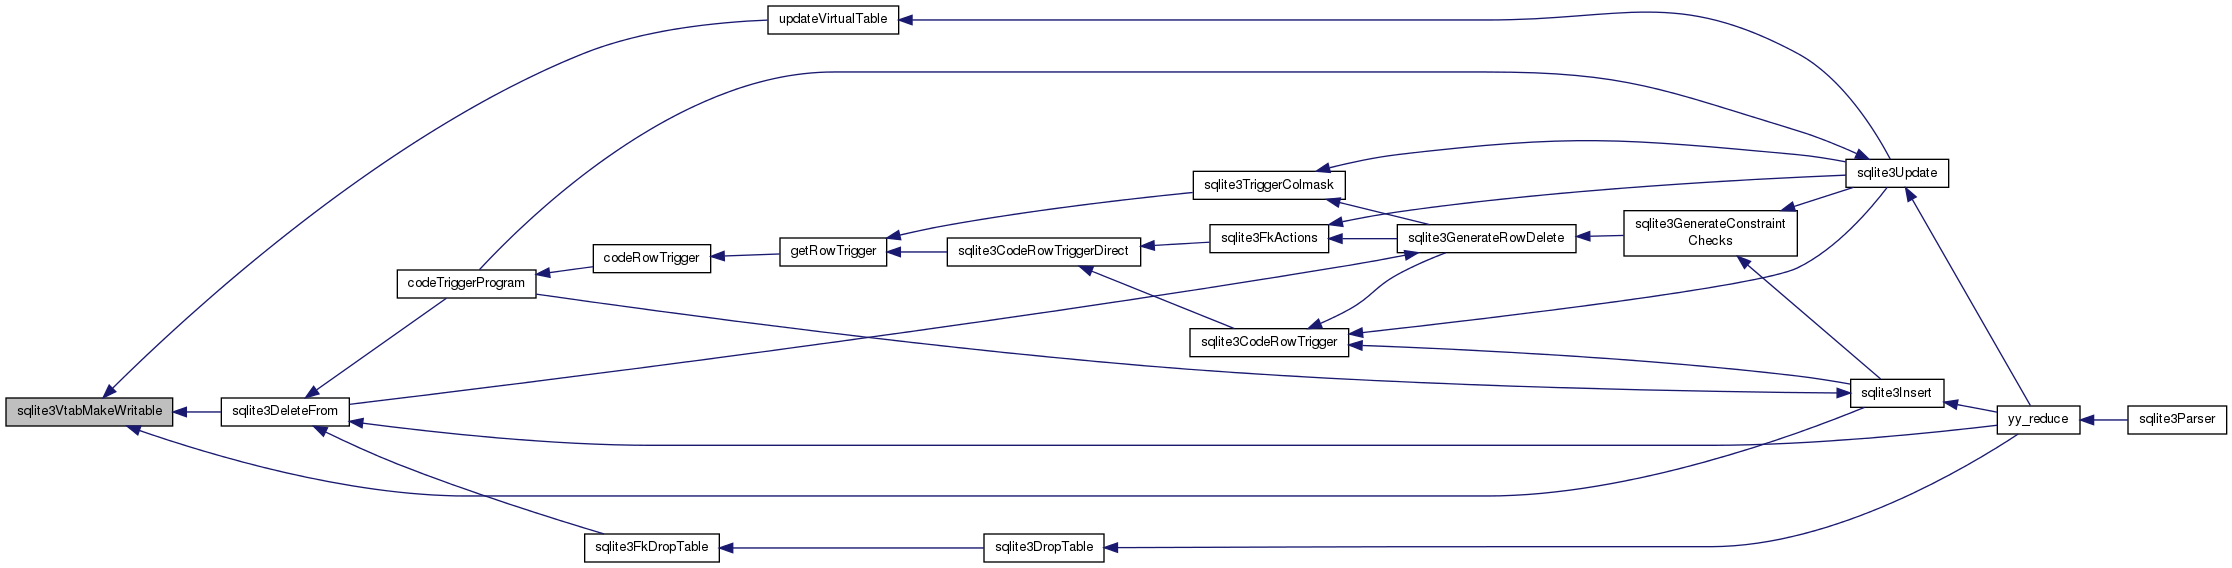 updateVirtualTable
sqlite3Update
sqlite3TriggerColmask
sqlite3GenerateConstraint
Checks
sqlite3FkActions
sqlite3GenerateRowDelete
codeRowTrigger
getRowTrigger
sqlite3CodeRowTriggerDirect
codeTriggerProgram
sqlite3CodeRowTrigger
sqlite3VtabMakeWritable
sqlite3DeleteFrom
sqlite3Insert
yy_reduce
sqlite3Parser
sqlite3FkDropTable
sqlite3DropTable